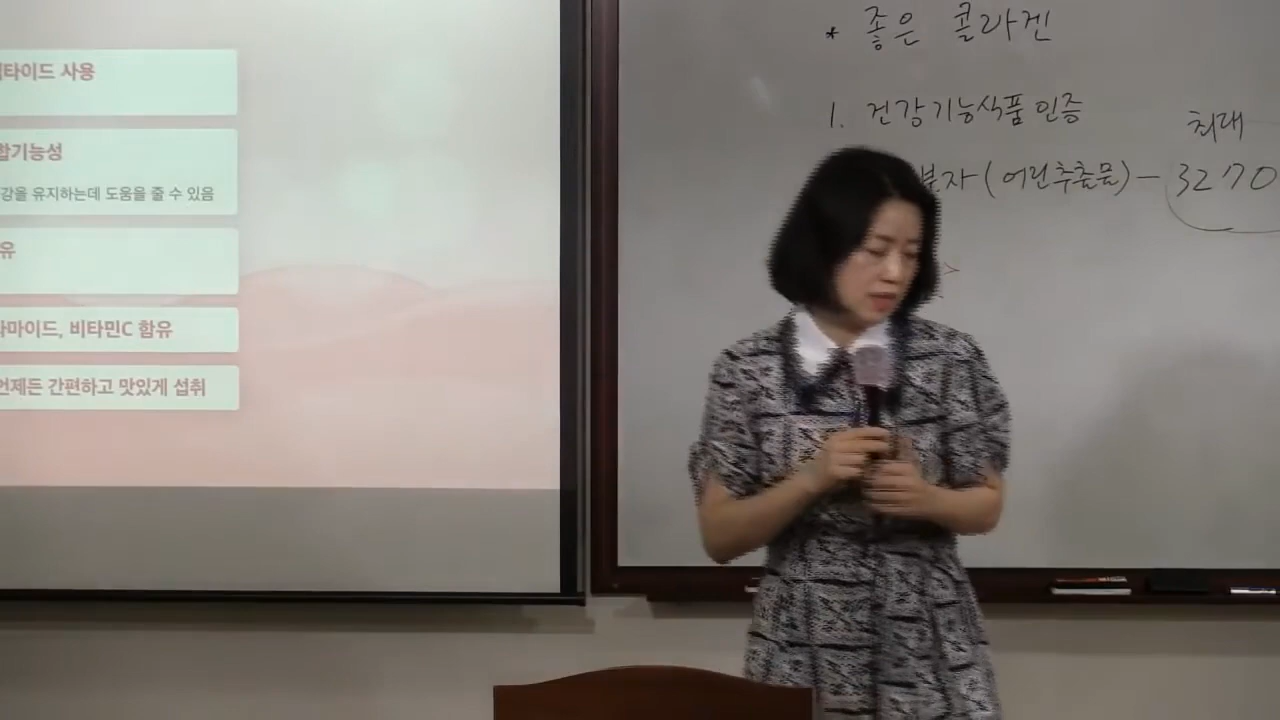 타이드 사용
합기능성
강을 유지하는데 도움을 줄 수 있음
유
마이드, 비타민C 함유
언제든 간편하고 맛있게 섭취
* 좋은 콜라겐
1. 건강기능식품 인증
최대
분자 (어린추출물) - 3270